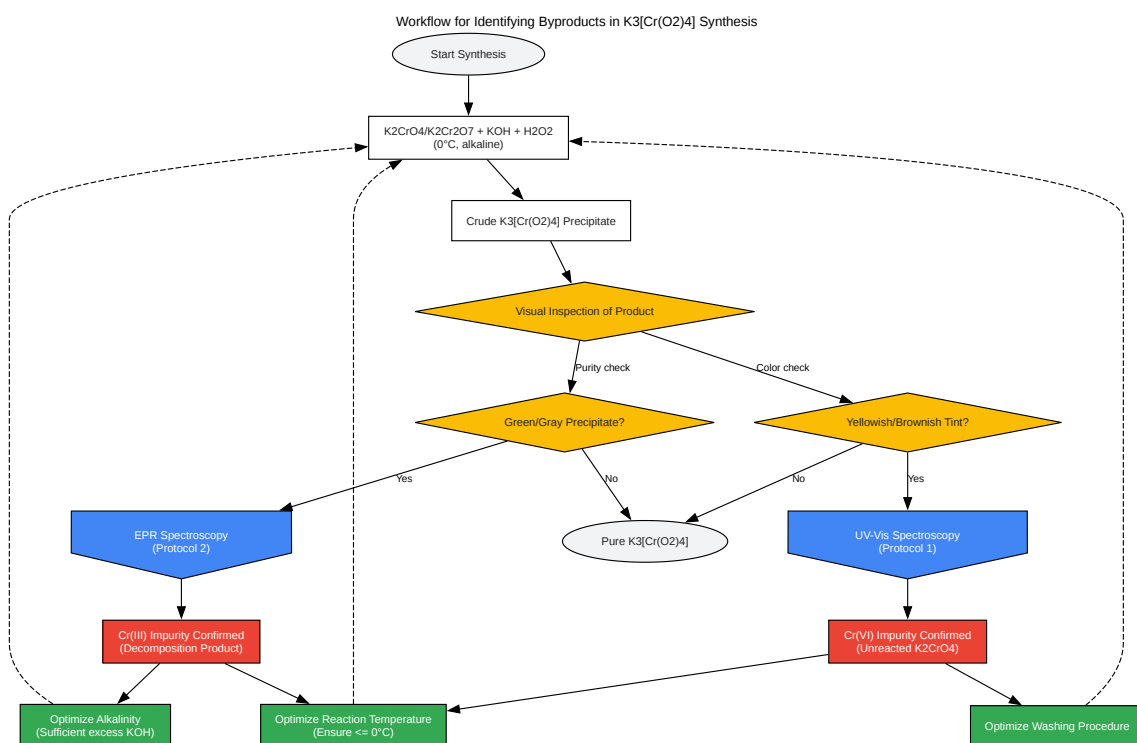 Workflow for Identifying Byproducts in K3[Cr(O2)4] Synthesis
Start Synthesis
K2CrO4/K2Cr2O7 + KOH + H2O2
(0°C, alkaline)
Crude K3[Cr(O2)4] Precipitate
Visual Inspection of Product
Purity check
Color check
Green/Gray Precipitate?
Yellowish/Brownish Tint?
Yes
No
No
Yes
EPR Spectroscopy
(Protocol 2)
Pure K3[Cr(O2)4]
UV-Vis Spectroscopy
(Protocol 1)
Cr(III) Impurity Confirmed
(Decomposition Product)
Cr(VI) Impurity Confirmed
(Unreacted K2CrO4)
Optimize Alkalinity
(Sufficient excess KOH)
Optimize Reaction Temperature
(Ensure <= 0°C)
Optimize Washing Procedure